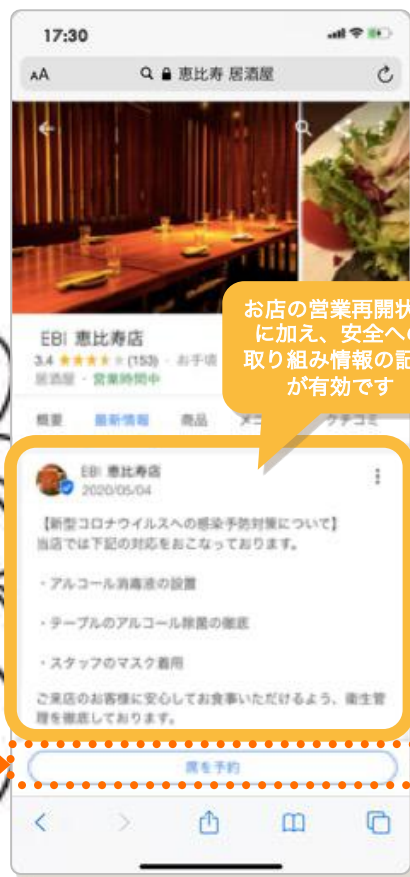 17:30
AA 恵比寿 居酒屋
お店の営業再開状
に加え、安全への
取り組み情報の記
が有効です
EBI 恵比寿店
3.4 (153)・お手頃
居酒屋・営業時間中
概要 最新情報 商品 クチコミ
EBI 恵比寿店
2020/05/04
【新型コロナウイルスへの感染予防対策について】
当店では下記の対応をおこなっております。
・アルコール消毒液の設置
・テーブルのアルコール除菌の徹底
・スタッフのマスク着用
ご来店のお客様に安心してお食事いただけるよう、衛生管
理を徹底しております。
席を予約